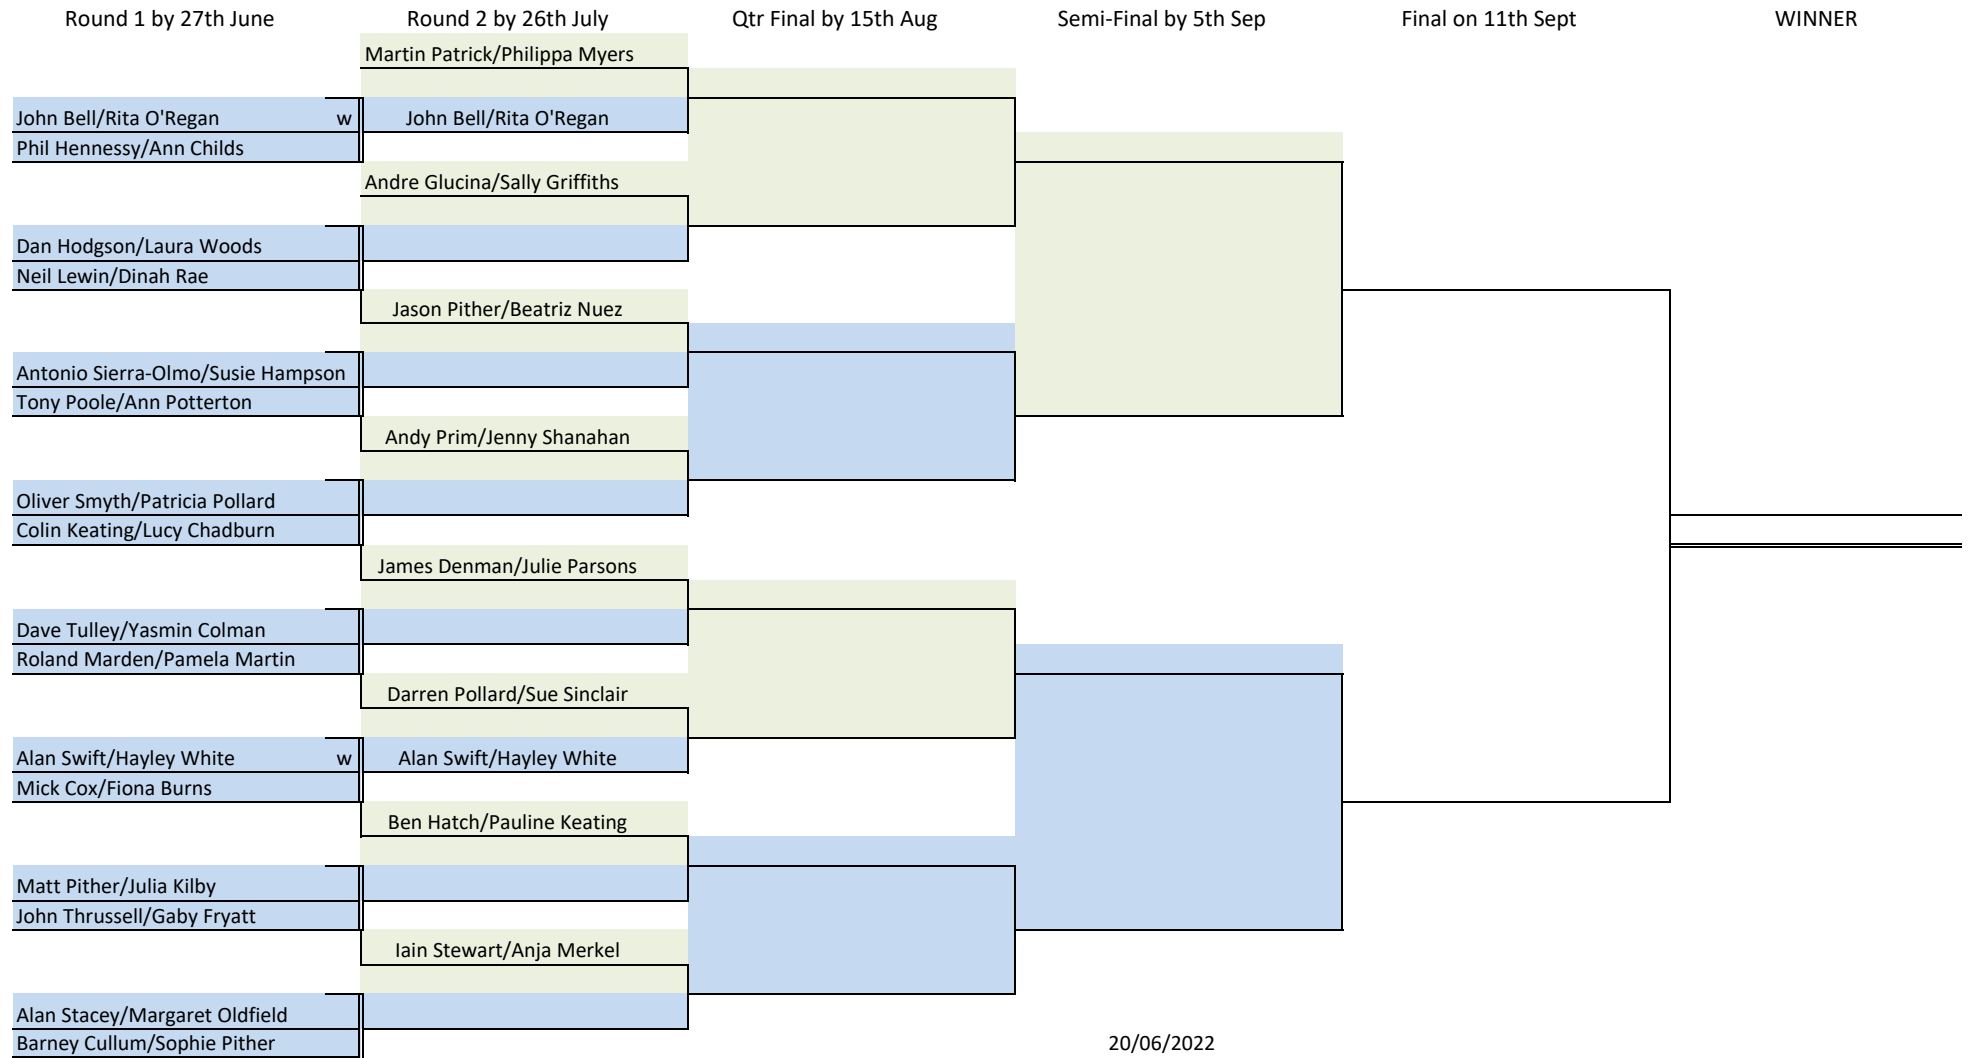 Round 1 by 27th June Round 2 by 26th July Qtr Final by 15th Aug Semi-Final by 5th Sep Final on 11th Sept WINNER
Martin Patrick/Philippa Myers
John Bell/Rita O'Regan w John Bell/Rita O'Regan
Phil Hennessy/Ann Childs
Andre Glucina/Sally Griffiths
Dan Hodgson/Laura Woods
Neil Lewin/Dinah Rae
Jason Pither/Beatriz Nuez
Antonio Sierra-Olmo/Susie Hampson
Tony Poole/Ann Potterton
Andy Prim/Jenny Shanahan
Oliver Smyth/Patricia Pollard
Colin Keating/Lucy Chadburn
James Denman/Julie Parsons
Dave Tulley/Yasmin Colman
Roland Marden/Pamela Martin
Darren Pollard/Sue Sinclair
Alan Swift/Hayley White w Alan Swift/Hayley White
Mick Cox/Fiona Burns
Ben Hatch/Pauline Keating
Matt Pither/Julia Kilby
John Thrussell/Gaby Fryatt
Iain Stewart/Anja Merkel
Alan Stacey/Margaret Oldfield
Barney Cullum/Sophie Pither 20/06/2022